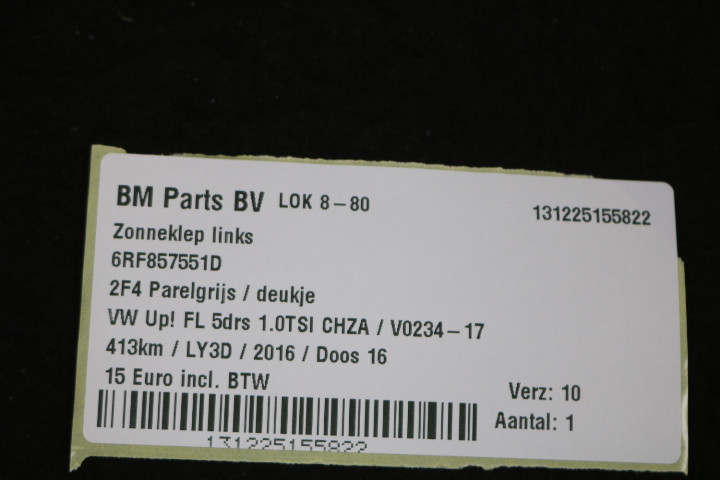 BM Parts BV LOK 8-80
131225155822
Zonneklep links
6RF857551D
2F4 Parelgrijs / deukje
VW Up! FL 5drs 1.0TSI CHZA / V0234-17
413km / LY3D / 2016 / Doos 16
15 Euro incl. BTW
Verz: 10
Aantal: 1
131225155822